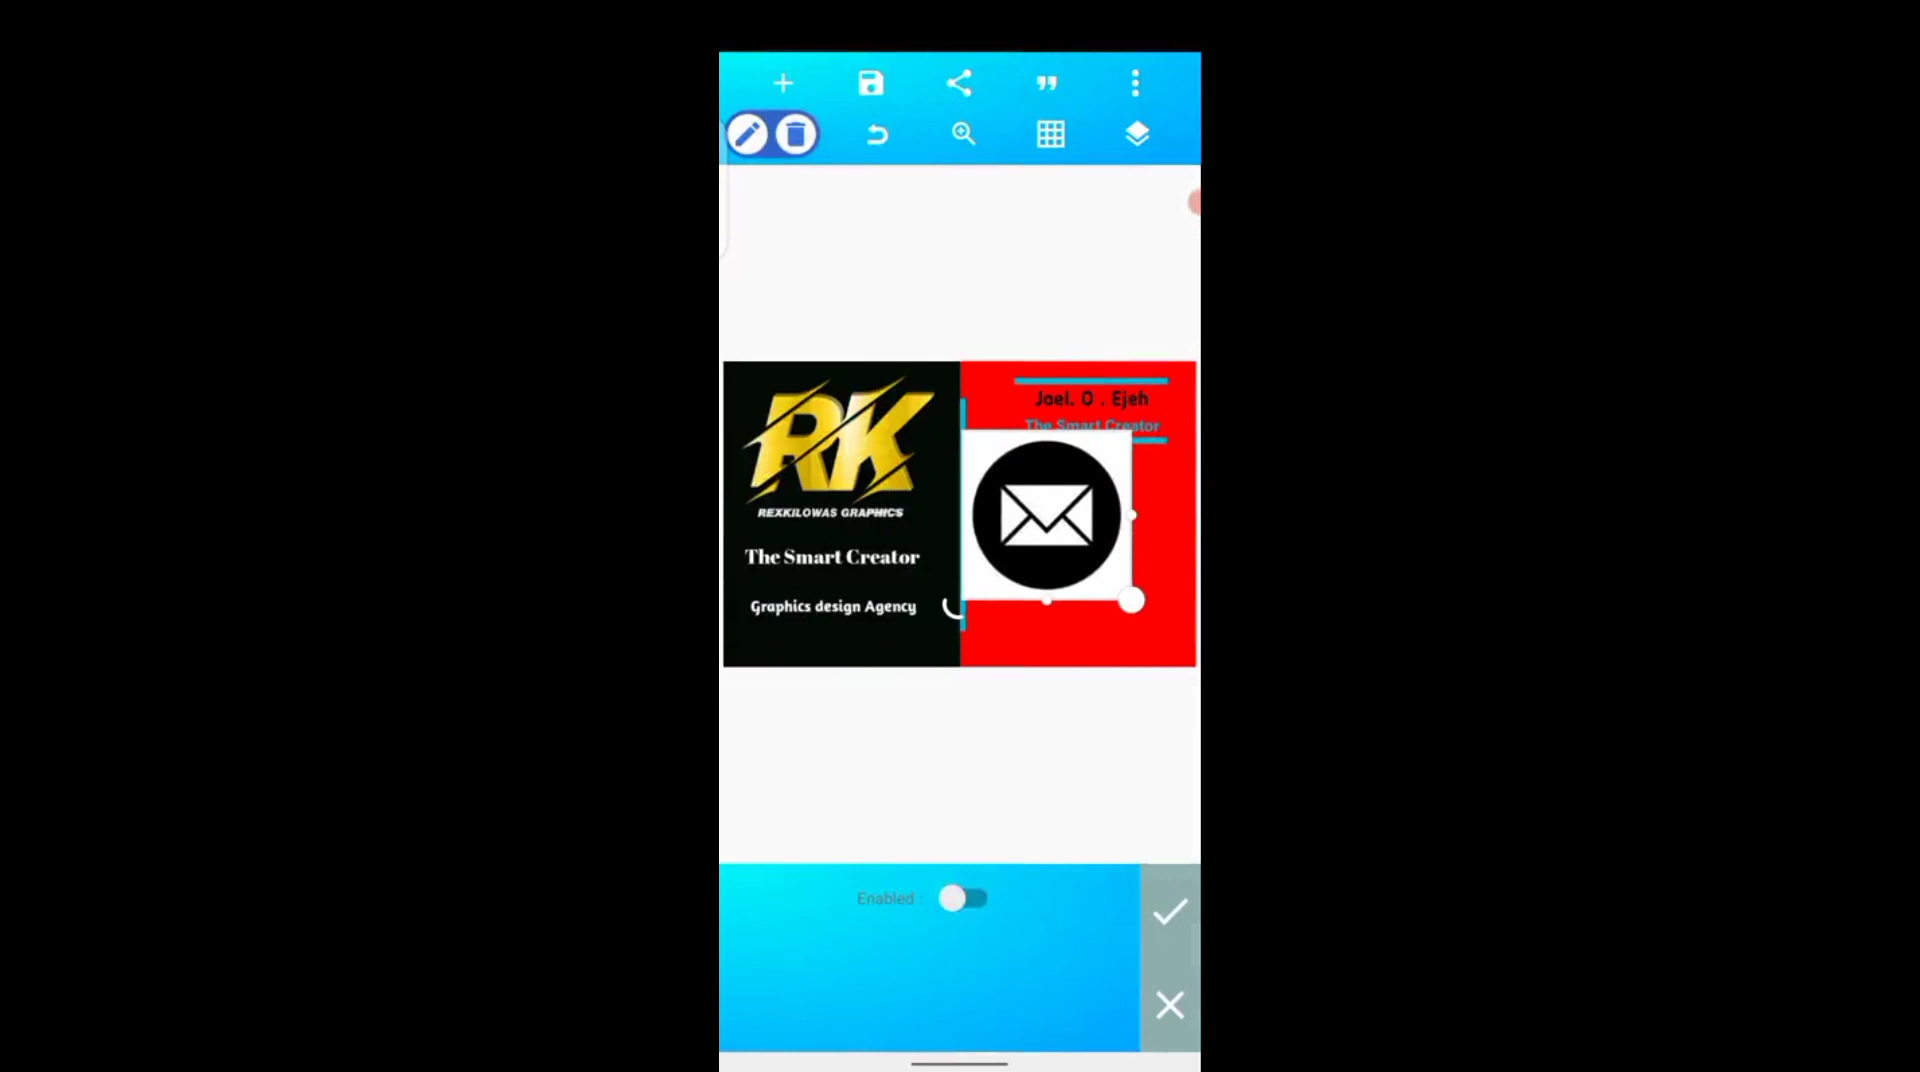 Joel. O . Ejeh
The Smart Creator
RK
REXKILOWAS GRAPHICS
The Smart Creator
Graphics design Agency
Enabled :